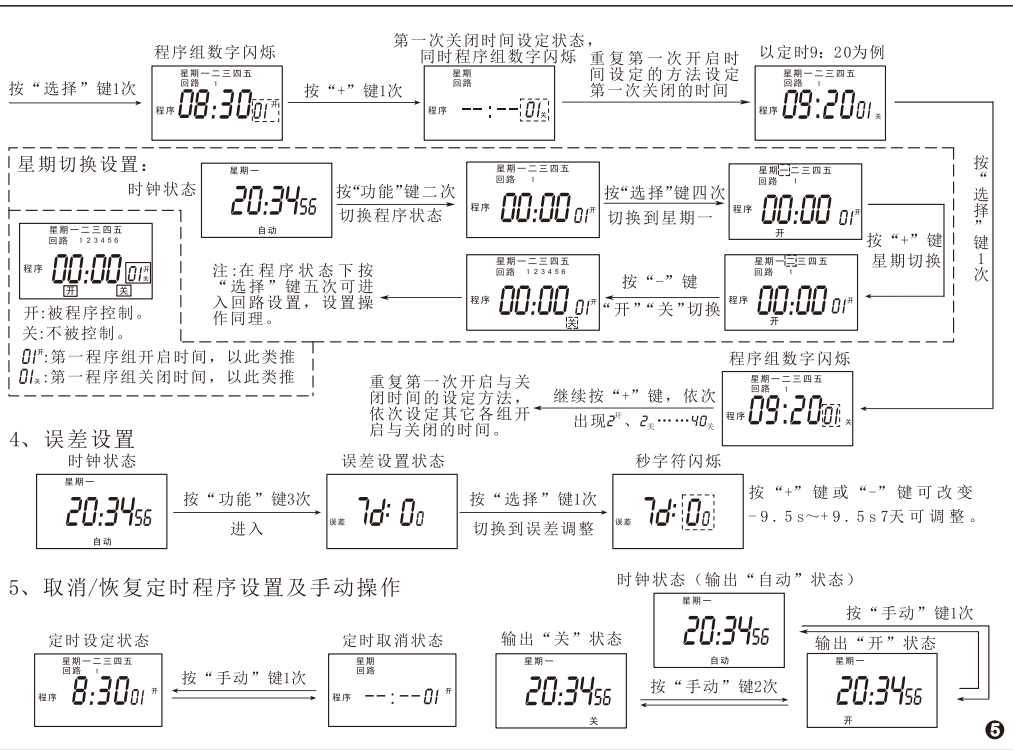 程序组数字闪烁
按“选择”键1次
星期一二三四五
回路 1
程序 08:30 01开
按“+”键1次
第一次关闭时间设定状态，
同时程序组数字闪烁
星期
回路
程序 --:-- 01关
重复第一次开启时
间设定的方法设定
第一次关闭的时间
以定时9：20为例
星期一二三四五
回路 1
程序 09:20 01关
按“选择”键1次
星期切换设置：
时钟状态
星期一
20:34 56
自动
按“功能”键二次
切换程序状态
星期一二三四五
回路 1
程序 00:00 01开
按“选择”键四次
切换到星期一
星期一二三四五
回路 1
程序 00:00 01开
开
按“+”键
星期切换
星期一二三四五
回路 1
程序 00:00 01开
开
按“-”键
“开”“关”切换
星期一二三四五
回路 123456
程序 00:00 01开
关
注:在程序状态下按
“选择”键五次可进
入回路设置，设置操
作同理。
星期一二三四五
回路 123456
程序 00:00 01开关
开 关
开:被程序控制。
关:不被控制。
01开:第一程序组开启时间，以此类推
01关:第一程序组关闭时间，以此类推
程序组数字闪烁
星期一二三四五
回路 1
程序 09:20 01关
继续按“+”键，依次
出现2开、2关……40关
重复第一次开启与关
闭时间的设定方法，
依次设定其它各组开
启与关闭的时间。
4、误差设置
时钟状态
星期一
20:34 56
自动
按“功能”键3次
进入
误差设置状态
误差 7d: 00
按“选择”键1次
切换到误差调整
秒字符闪烁
误差 7d: 00
按“+”键或“-”键可改变
-9.5s～+9.5s7天可调整。
5、取消/恢复定时程序设置及手动操作
定时设定状态
星期一二三四五
回路 1
程序 8:30 01开
按“手动”键1次
定时取消状态
星期
回路
程序 --:-- 01开
时钟状态（输出“自动”状态）
星期一
20:34 56
自动
按“手动”键1次
输出“关”状态
星期一
20:34 56
关
按“手动”键2次
输出“开”状态
星期一
20:34 56
开
5